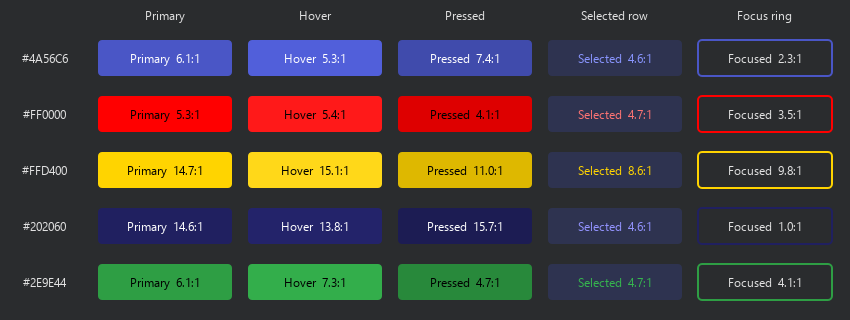 Primary Hover Pressed Selected row Focus ring
#4A56C6 Primary 6.1:1 Hover 5.3:1 Pressed 7.4:1 Selected 4.6:1 Focused 2.3:1
#FF0000 Primary 5.3:1 Hover 5.4:1 Pressed 4.1:1 Selected 4.7:1 Focused 3.5:1
#FFD400 Primary 14.7:1 Hover 15.1:1 Pressed 11.0:1 Selected 8.6:1 Focused 9.8:1
#202060 Primary 14.6:1 Hover 13.8:1 Pressed 15.7:1 Selected 4.6:1 Focused 1.0:1
#2E9E44 Primary 6.1:1 Hover 7.3:1 Pressed 4.7:1 Selected 4.7:1 Focused 4.1:1